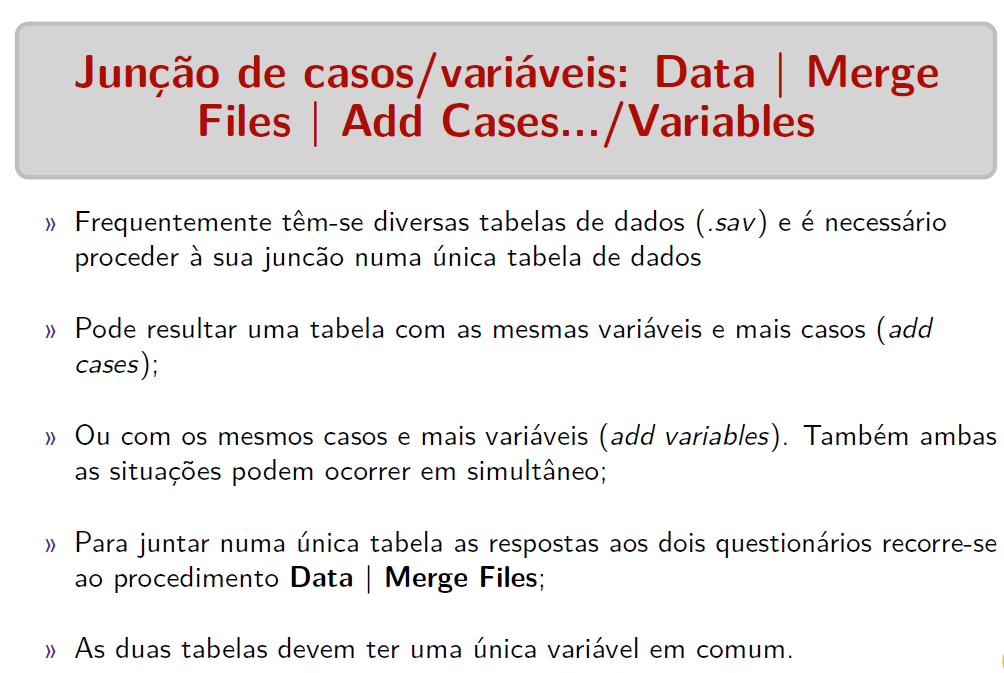 Junção de casos/variáveis: Data | Merge
Files | Add Cases.../Variables
» Frequentemente têm-se diversas tabelas de dados (.sav) e é necessário
proceder à sua juncão numa única tabela de dados
» Pode resultar uma tabela com as mesmas variáveis e mais casos (add
cases);
» Ou com os mesmos casos e mais variáveis (add variables). Também ambas
as situações podem ocorrer em simultâneo;
» Para juntar numa única tabela as respostas aos dois questionários recorre-se
ao procedimento Data | Merge Files;
» As duas tabelas devem ter uma única variável em comum.